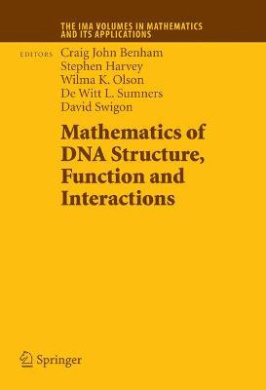 THE IMA VOLUMES IN MATHEMATICS
AND ITS APPLICATIONS
EDITORS Craig John Benham
Stephen Harvey
Wilma K. Olson
De Witt L. Sumners
David Swigon
Mathematics of
DNA Structure,
Function and
Interactions
Springer